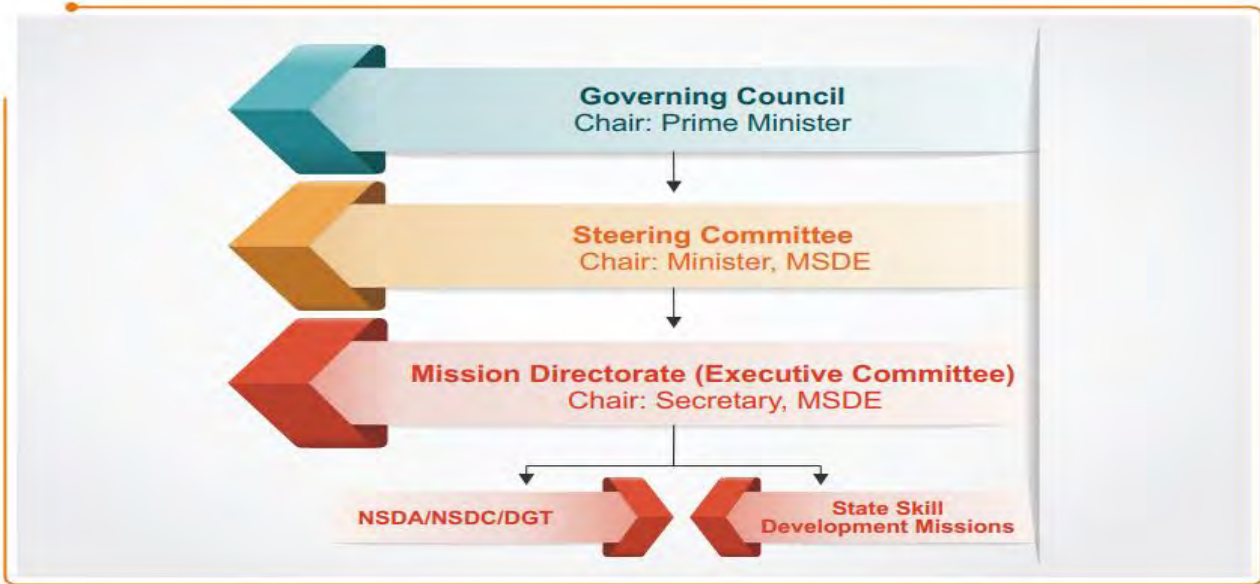 Governing Council
Chair: Prime Minister
Steering Committee
Chair: Minister, MSDE
Mission Directorate (Executive Committee)
Chair: Secretary, MSDE
NSDA/NSDC/DGT
State Skill
Development Missions